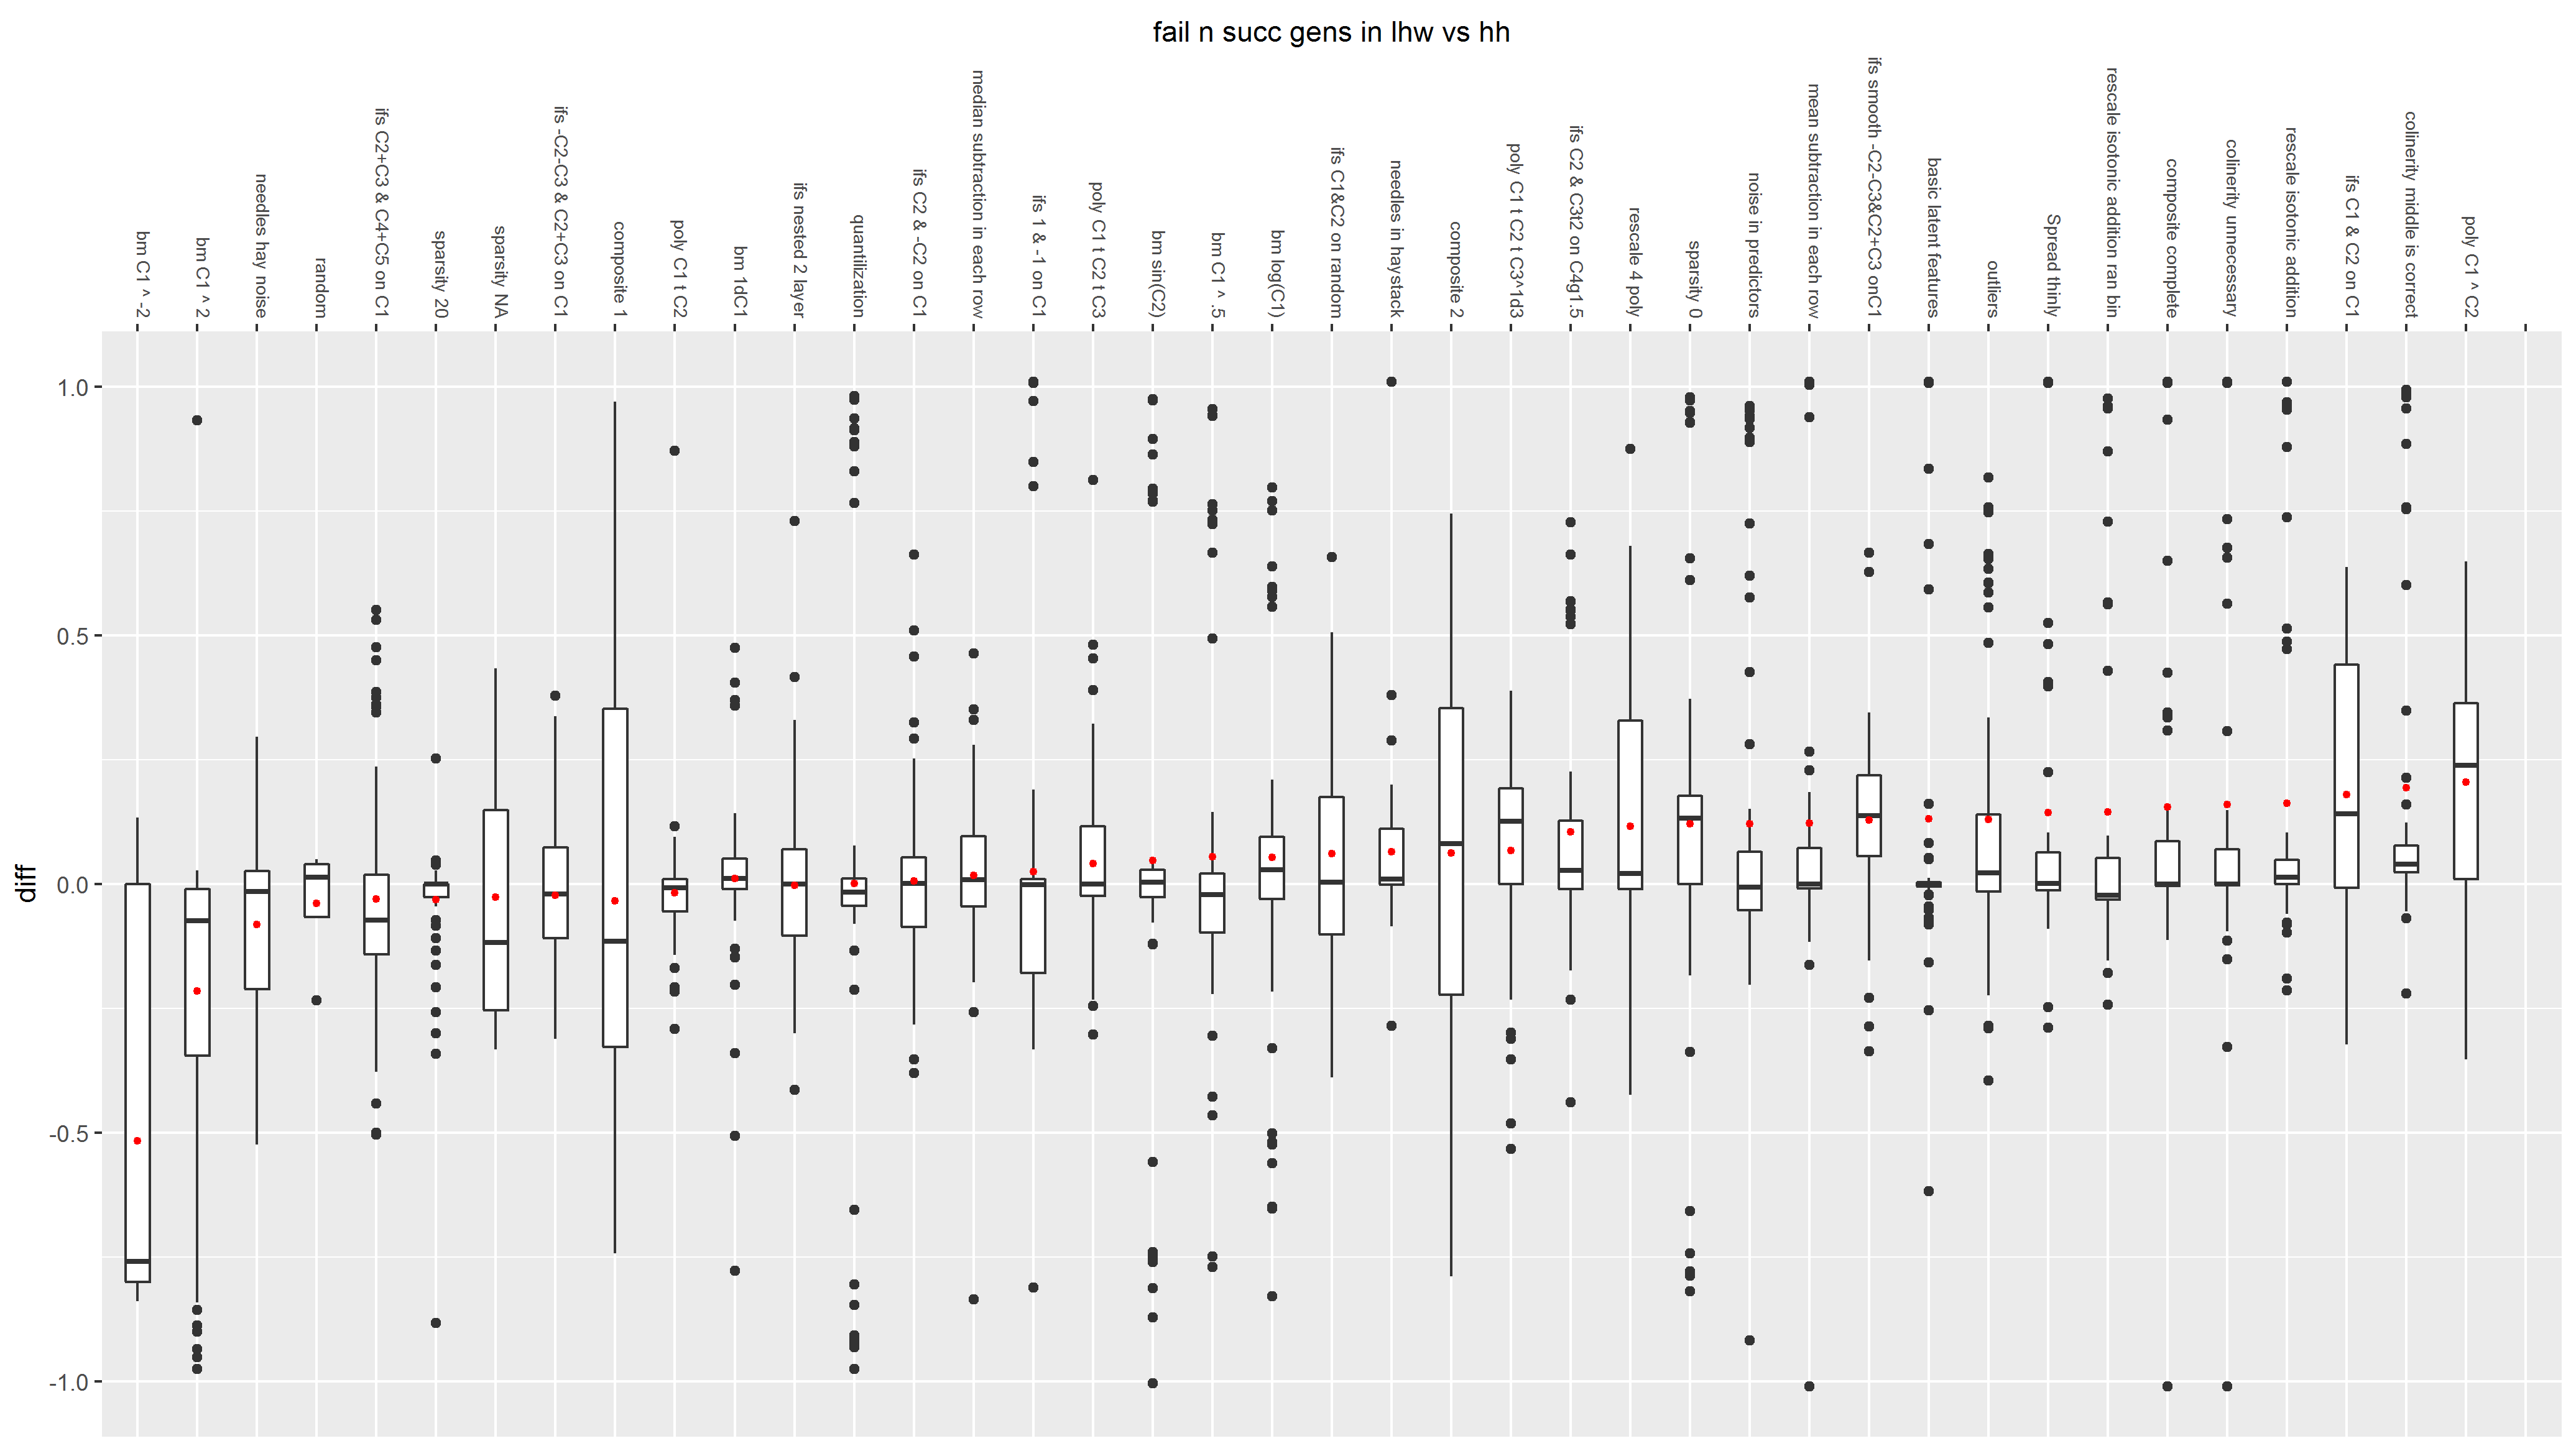 fail n succ gens in lhw vs hh
bm C1 ^ -2
bm C1 ^ 2
needles hay noise
random
ifs C2+C3 & C4+C5 on C1
sparsity 20
sparsity NA
ifs -C2-C3 & C2+C3 on C1
composite 1
poly C1 t C2
bm 1dC1
ifs nested 2 layer
quantilization
ifs C2 & -C2 on C1
median subtraction in each row
ifs 1 & -1 on C1
poly C1 t C2 t C3
bm sin(C2)
bm C1 ^ .5
bm log(C1)
ifs C1&C2 on random
needles in haystack
composite 2
poly C1 t C2 t C3^1d3
ifs C2 & C3t2 on C4g1.5
rescale 4 poly
sparsity 0
noise in predictors
mean subtraction in each row
ifs smooth -C2-C3&C2+C3 onC1
basic latent features
outliers
Spread thinly
rescale isotonic addition ran bin
composite complete
colinerity unnecessary
rescale isotonic addition
ifs C1 & C2 on C1
colinerity middle is correct
poly C1 ^ C2
1.0
0.5
0.0
-0.5
-1.0
diff